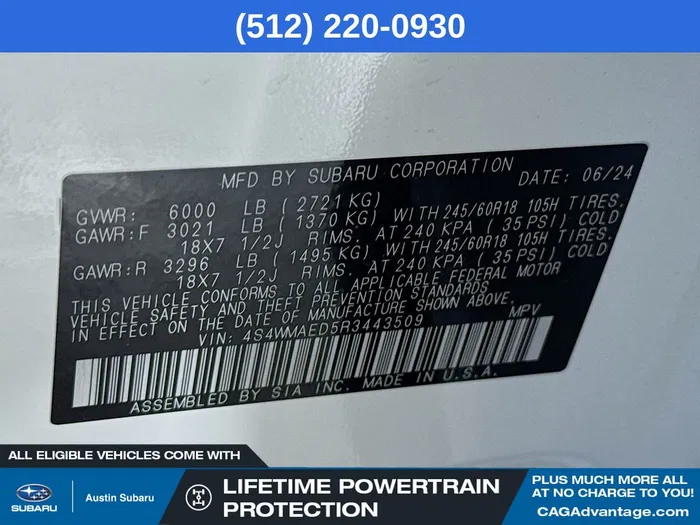 (512) 220-0930
MFD BY SUBARU CORPORATION DATE: 06/24
GVWR: 6000 LB (2721 KG)
GAWR:F 3021 LB (1370 KG) WITH 245/60R18 105H TIRES.
18X7 1/2J RIMS. AT 240 KPA (35 PSI) COLD
GAWR:R 3296 LB (1495 KG) WITH 245/60R18 105H TIRES.
18X7 1/2J RIMS. AT 240 KPA (35 PSI) COLD
THIS VEHICLE CONFORMS TO ALL APPLICABLE FEDERAL MOTOR
VEHICLE SAFETY AND THEFT PREVENTION STANDARDS
IN EFFECT ON THE DATE OF MANUFACTURE SHOWN ABOVE.
VIN: 4S4WMAED5R3443509 MPV
ASSEMBLED BY SIA INC. MADE IN U.S.A.
ALL ELIGIBLE VEHICLES COME WITH
SUBARU
Austin Subaru
LIFETIME POWERTRAIN
PROTECTION
PLUS MUCH MORE ALL
AT NO CHARGE TO YOU!
CAGAdvantage.com